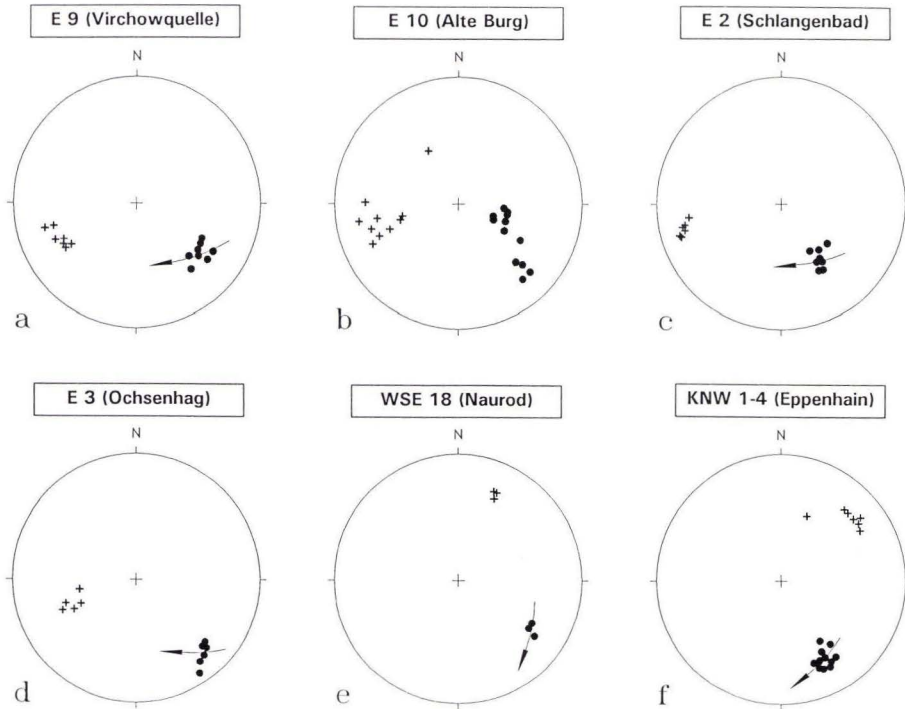 E 9 (Virchowquelle)
E 10 (Alte Burg)
E 2 (Schlangenbad)
N
N
N
a
b
c
E 3 (Ochsenhag)
WSE 18 (Naurod)
KNW 1-4 (Eppenhain)
N
N
N
d
e
f